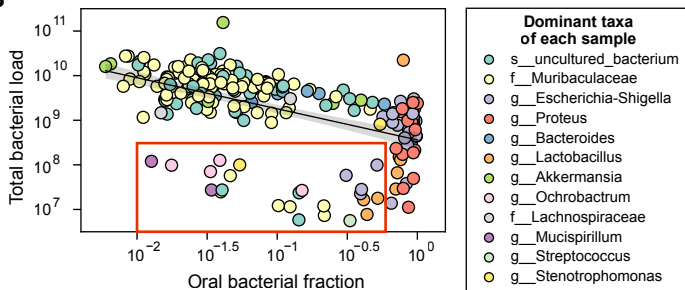 Total bacterial load
10^11
10^10
10^9
10^8
10^7
10^-2
10^-1.5
10^-1
10^-0.5
10^0
Oral bacterial fraction
Dominant taxa
of each sample
s__uncultured_bacterium
f__Muribaculaceae
g__Escherichia-Shigella
g__Proteus
g__Bacteroides
g__Lactobacillus
g__Akkermansia
g__Ochrobactrum
f__Lachnospiraceae
g__Mucispirillum
g__Streptococcus
g__Stenotrophomonas